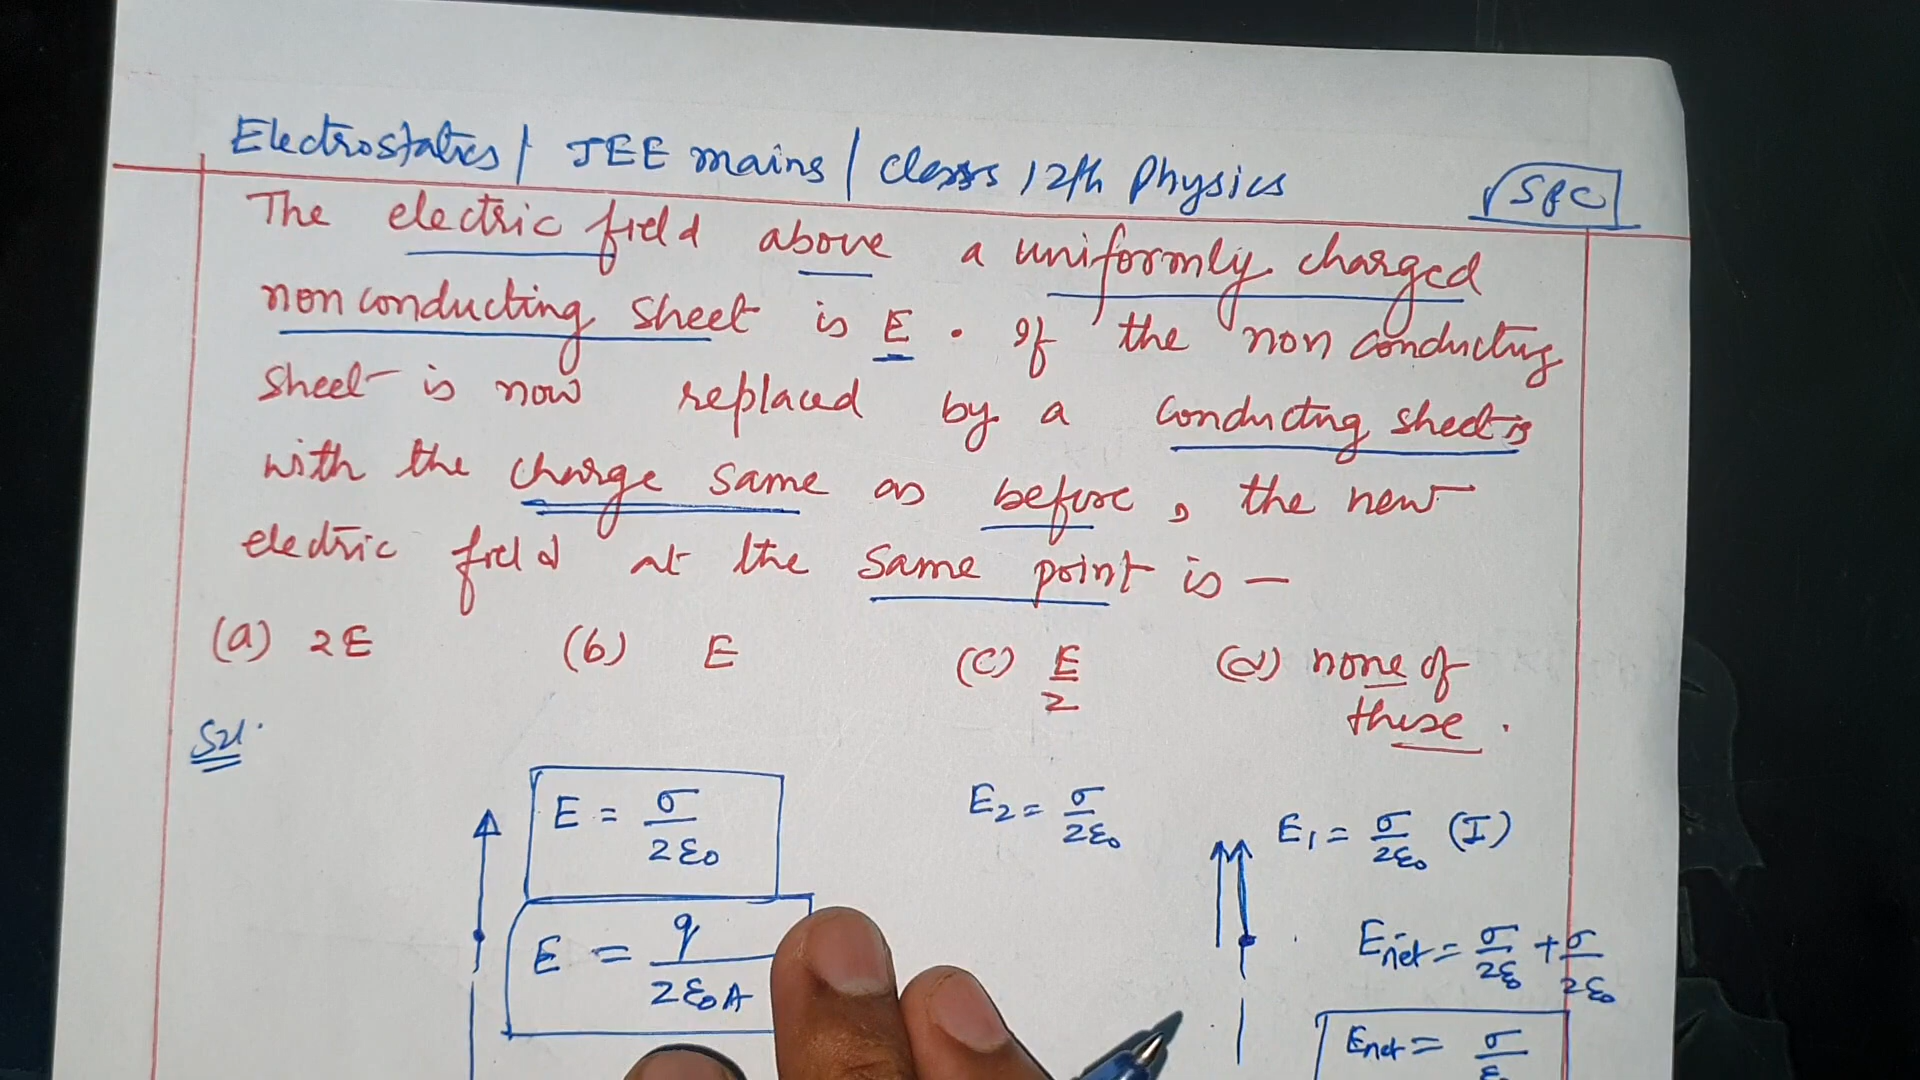 Electrostatics | JEE mains | class 12th Physics
SFC
The electric field above a uniformly charged
non conducting sheet is E. If the non conducting
sheet is now replaced by a conducting sheet
with the charge same as before, the new
electric field at the same point is —
(a) 2E (b) E (c) E/2 (d) none of
these.
Sol.
E = σ/2ε₀
E₂ = σ/2ε₀
E₁ = σ/2ε₀ (I)
E = q/2ε₀A
Enet = σ/2ε₀ + σ/2ε₀
Enet = σ/